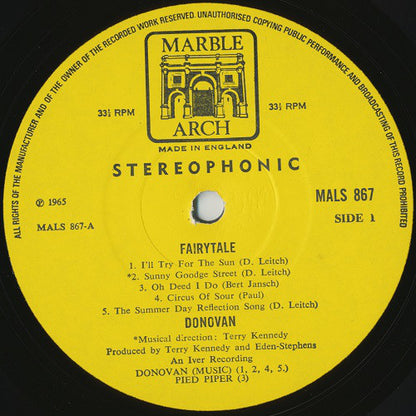 ALL RIGHTS OF THE MANUFACTURER AND OF THE OWNER OF THE RECORDED WORK RESERVED. UNAUTHORISED COPYING PUBLIC PERFORMANCE AND BROADCASTING OF THIS RECORD PROHIBITED
MARBLE
ARCH
33⅓ RPM
33⅓ RPM
MADE IN ENGLAND
STEREOPHONIC
℗ 1965
MALS 867-A
MALS 867
SIDE 1
FAIRYTALE
1. I'll Try For The Sun (D. Leitch)
*2. Sunny Goodge Street (D. Leitch)
3. Oh Deed I Do (Bert Jansch)
4. Circus Of Sour (Paul)
5. The Summer Day Reflection Song (D. Leitch)
DONOVAN
*Musical direction: Terry Kennedy
Produced by Terry Kennedy and Eden-Stephens
An Iver Recording
DONOVAN (MUSIC) (1, 2, 4, 5.)
PIED PIPER (3)